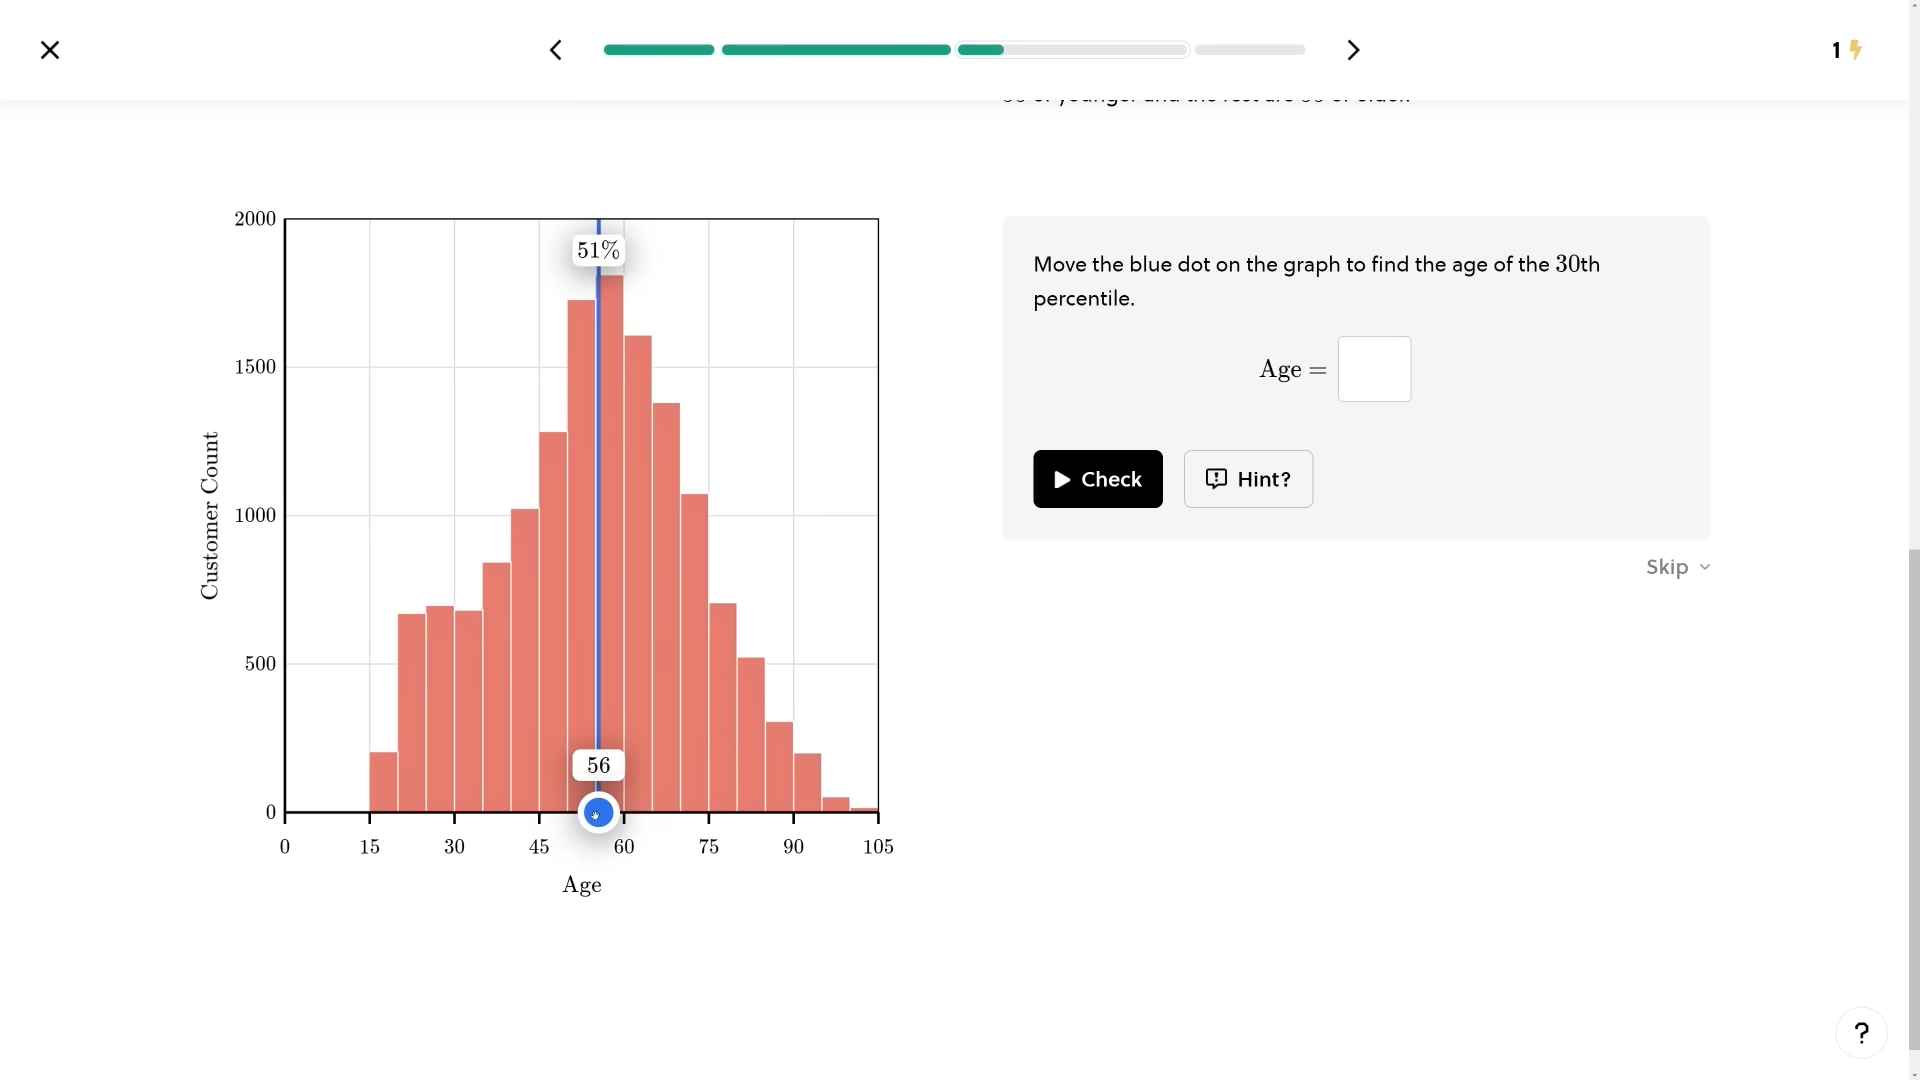 1
2000
51%
1500
1000
500
0
56
0 15 30 45 60 75 90 105
Customer Count
Age
Move the blue dot on the graph to find the age of the 30th
percentile.
Age =
Check
Hint?
Skip
?